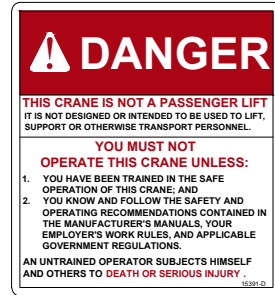 DANGER
THIS CRANE IS NOT A PASSENGER LIFT
IT IS NOT DESIGNED OR INTENDED TO BE USED TO LIFT,
SUPPORT OR OTHERWISE TRANSPORT PERSONNEL.
YOU MUST NOT
OPERATE THIS CRANE UNLESS:
1. YOU HAVE BEEN TRAINED IN THE SAFE
OPERATION OF THIS CRANE; AND
2. YOU KNOW AND FOLLOW THE SAFETY AND
OPERATING RECOMMENDATIONS CONTAINED IN
THE MANUFACTURER'S MANUALS, YOUR
EMPLOYER'S WORK RULES, AND APPLICABLE
GOVERNMENT REGULATIONS.
AN UNTRAINED OPERATOR SUBJECTS HIMSELF
AND OTHERS TO DEATH OR SERIOUS INJURY .
15391-D